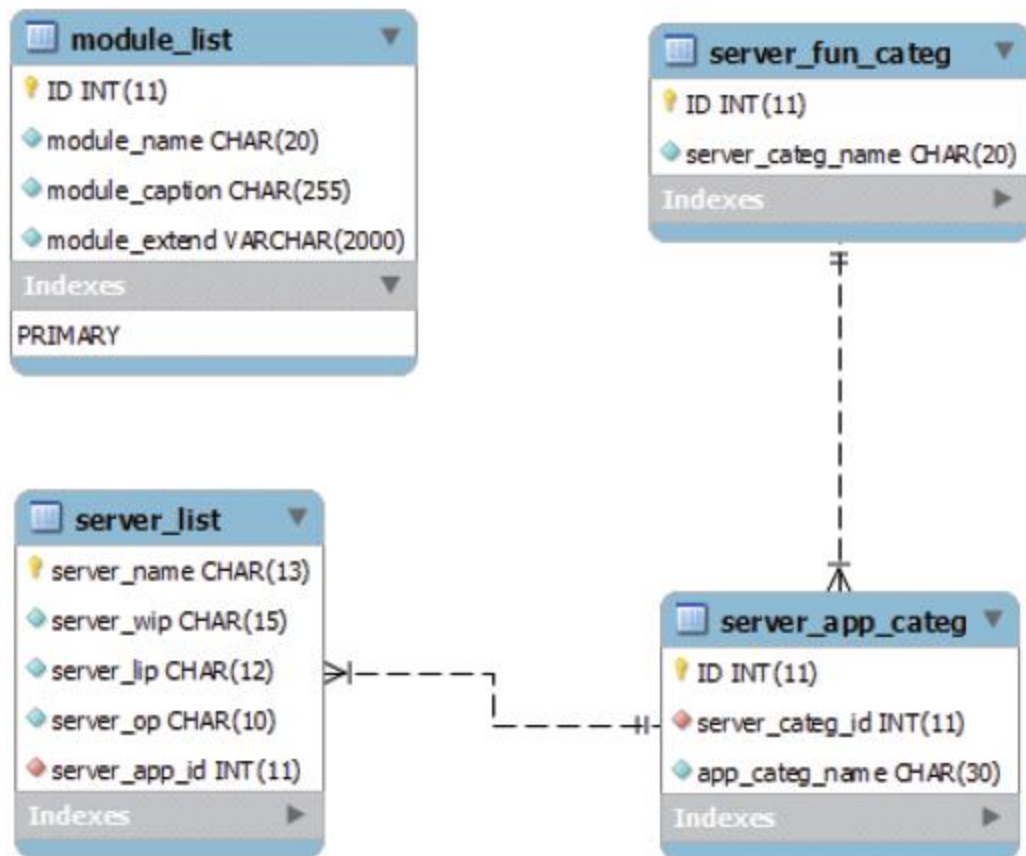 module_list
ID INT(11)
module_name CHAR(20)
module_caption CHAR(255)
module_extend VARCHAR(2000)
Indexes
PRIMARY
server_fun_categ
ID INT(11)
server_categ_name CHAR(20)
Indexes
server_list
server_name CHAR(13)
server_wip CHAR(15)
server_lip CHAR(12)
server_op CHAR(10)
server_app_id INT(11)
Indexes
server_app_categ
ID INT(11)
server_categ_id INT(11)
app_categ_name CHAR(30)
Indexes